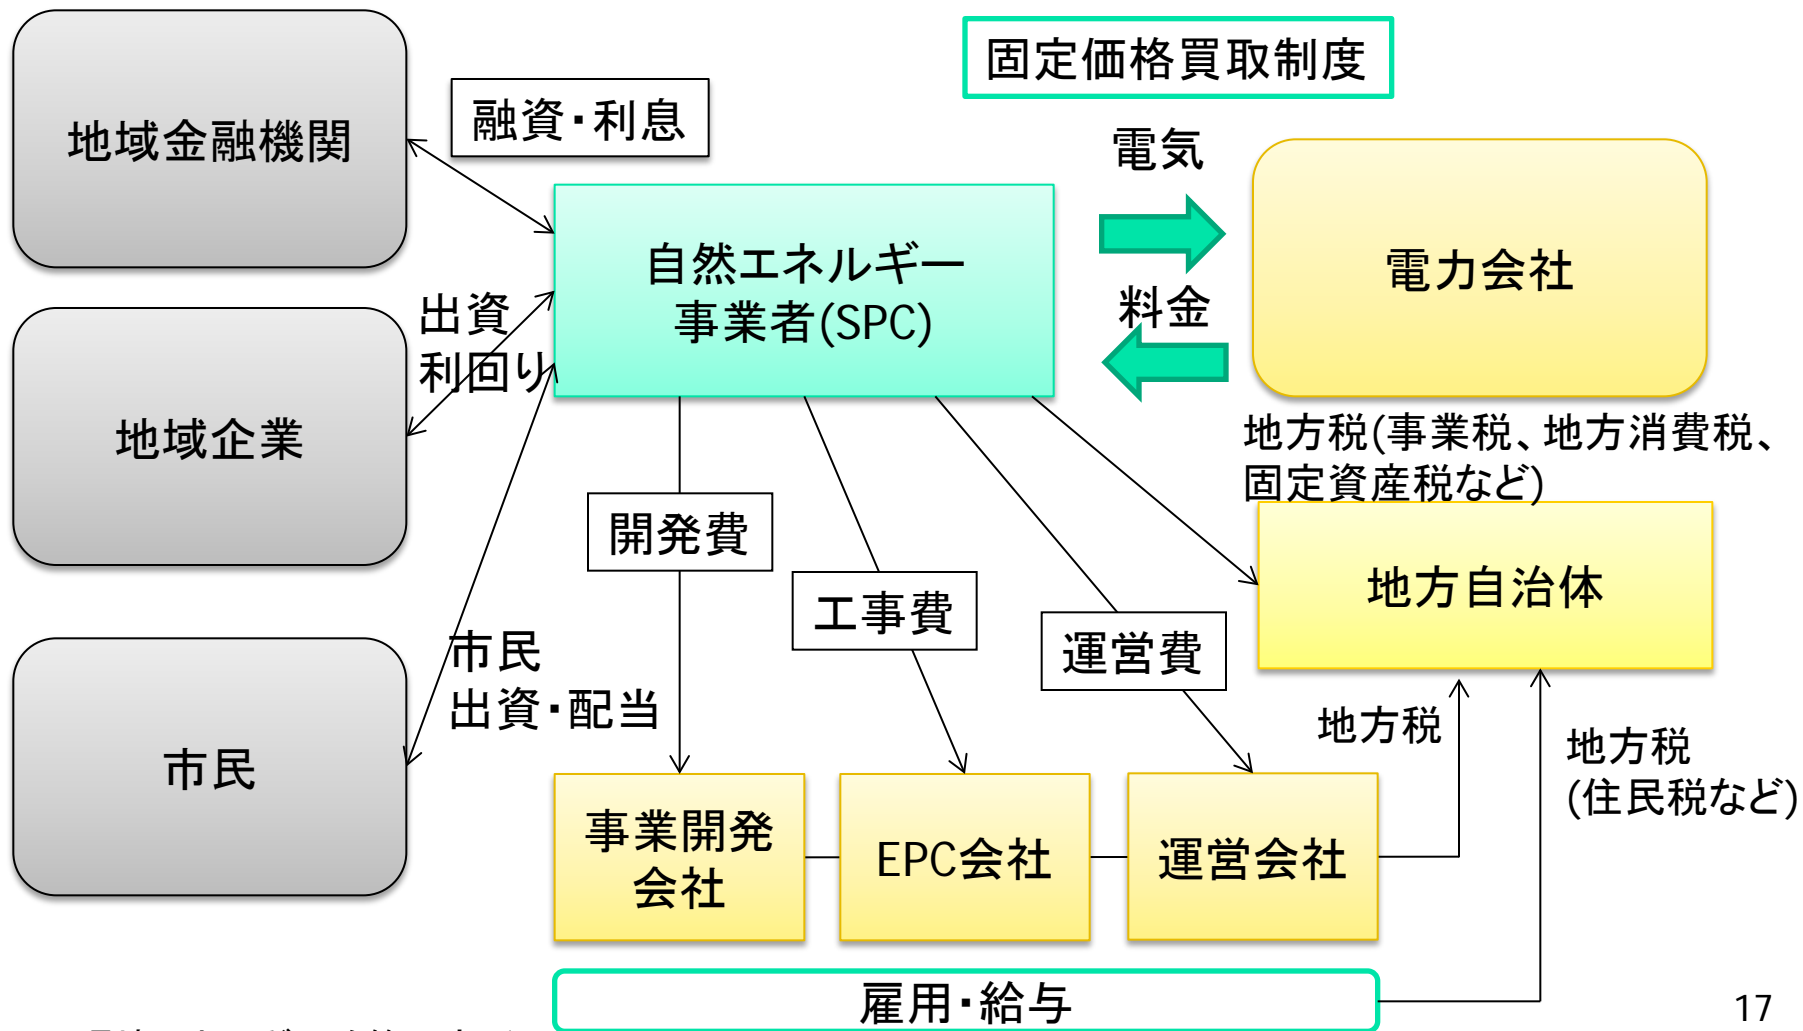 固定価格買取制度
地域金融機関
融資・利息
電気
自然エネルギー
事業者(SPC)
電力会社
料金
出資
利回り
地域企業
地方税(事業税、地方消費税、
固定資産税など)
開発費
工事費
運営費
地方自治体
市民
出資・配当
地方税
地方税
(住民税など)
市民
事業開発
会社
EPC会社
運営会社
雇用・給与
17